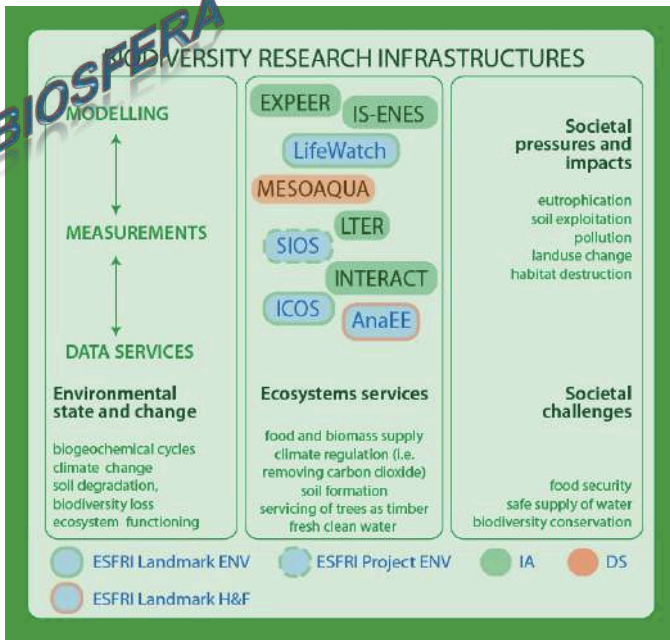 BIODIVERSITY RESEARCH INFRASTRUCTURES
BIOSFERA
MODELLING
MEASUREMENTS
DATA SERVICES
Environmental
state and change
biogeochemical cycles
climate change
soil degradation,
biodiversity loss
ecosystem functioning
EXPEER
IS-ENES
LifeWatch
MESOAQUA
LTER
SIOS
INTERACT
ICOS
AnaEE
Ecosystems services
food and biomass supply
climate regulation (i.e.
removing carbon dioxide)
soil formation
servicing of trees as timber
fresh clean water
Societal
pressures and
impacts
eutrophication
soil exploitation
pollution
landuse change
habitat destruction
Societal
challenges
food security
safe supply of water
biodiversity conservation
ESFRI Landmark ENV
ESFRI Project ENV
IA
DS
ESFRI Landmark H&F